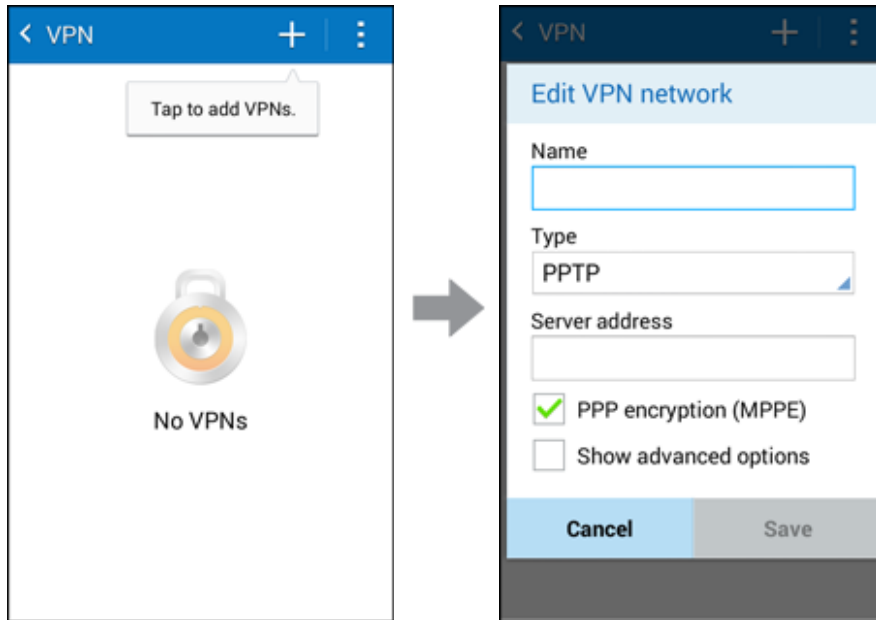 VPN
Tap to add VPNs.
No VPNs
VPN
Edit VPN network
Name
Type
PPTP
Server address
PPP encryption (MPPE)
Show advanced options
Cancel Save